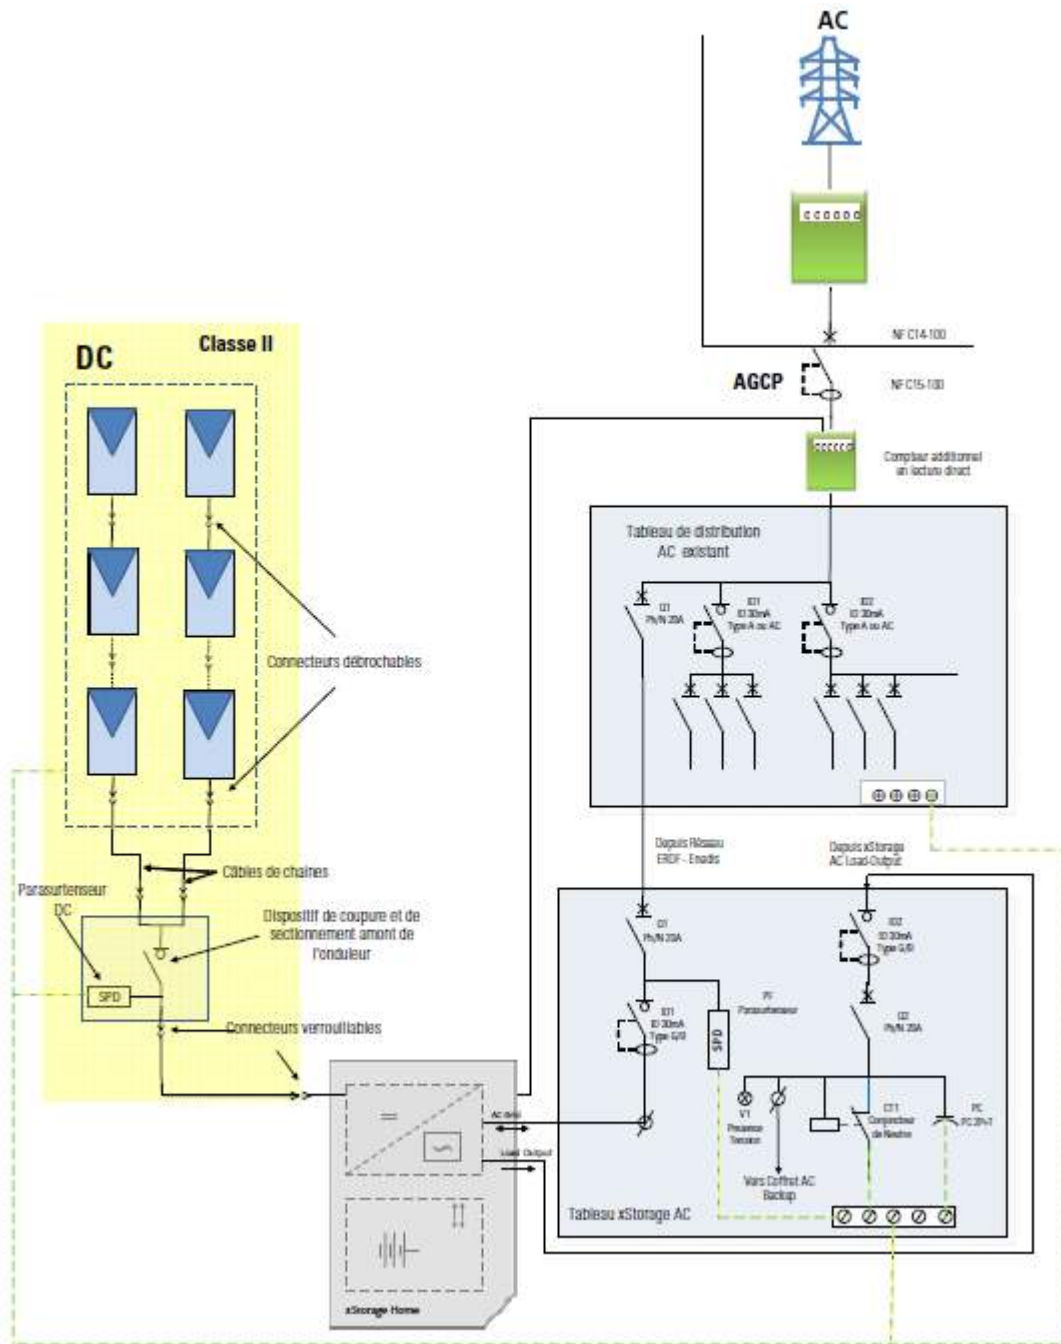 AC
CCCCCC
NF C14-100
AGCP
NF C15-100
CCCCCC
Compteur additionnel
en lecture direct
DC
Classe II
Connecteurs débrochables
Câbles de chaines
Parasurtenseur
DC
Dispositif de coupure et de
sectionnement amont de
l'onduleur
SPD
Connecteurs verrouillables
Tableau de distribution
AC existant
Q1
Ph/N 20A
ID1
ID 30mA
Type A ou AC
ID2
ID 30mA
Type A ou AC
Depuis Réseau
ERDF - Enedis
Depuis xStorage
AC Load-Output
Q1
Ph/N 20A
ID1
ID 30mA
Type G/B
PF
Parasurtenseur
SPD
ID2
ID 30mA
Type G/B
Q2
Ph/N 20A
V1
Présence
Tension
CT1
Conjoncteur
de Neutre
PC
PC 2P+T
Vers Coffret AC
Backup
Tableau xStorage AC
AC Grid
Load Output
xStorage Home